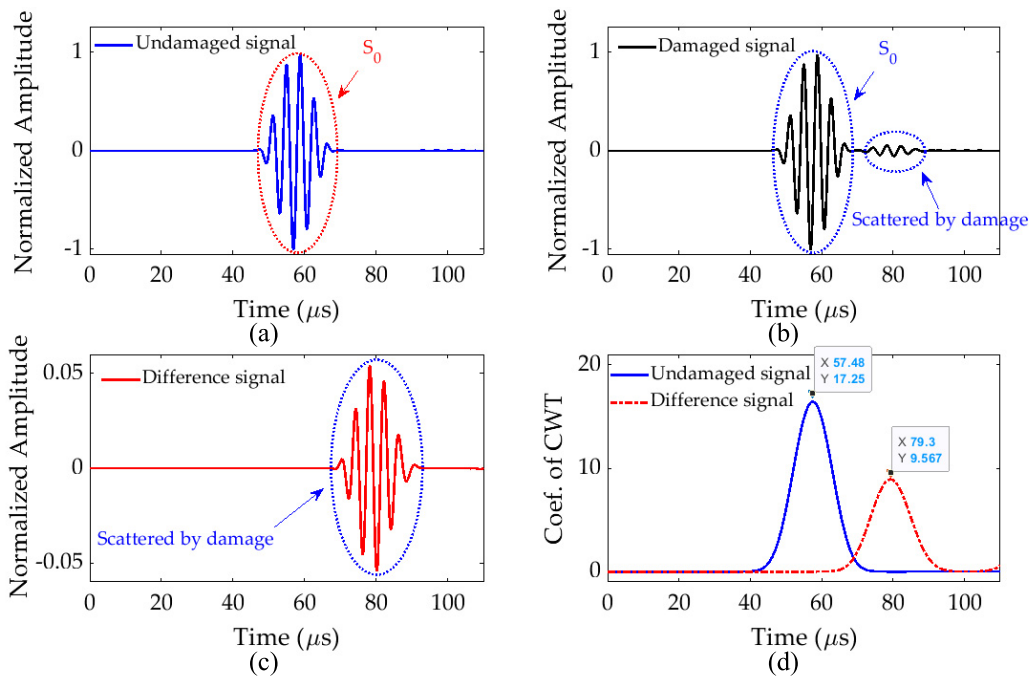 Normalized Amplitude
1
0
-1
Undamaged signal
S0
0 20 40 60 80 100
Time (μs)
(a)
Normalized Amplitude
1
0
-1
Damaged signal
S0
Scattered by damage
0 20 40 60 80 100
Time (μs)
(b)
Normalized Amplitude
0.05
0
-0.05
Difference signal
Scattered by damage
0 20 40 60 80 100
Time (μs)
(c)
Coef. of CWT
20
10
0
Undamaged signal
Difference signal
X 57.48
Y 17.25
X 79.3
Y 9.567
0 20 40 60 80 100
Time (μs)
(d)